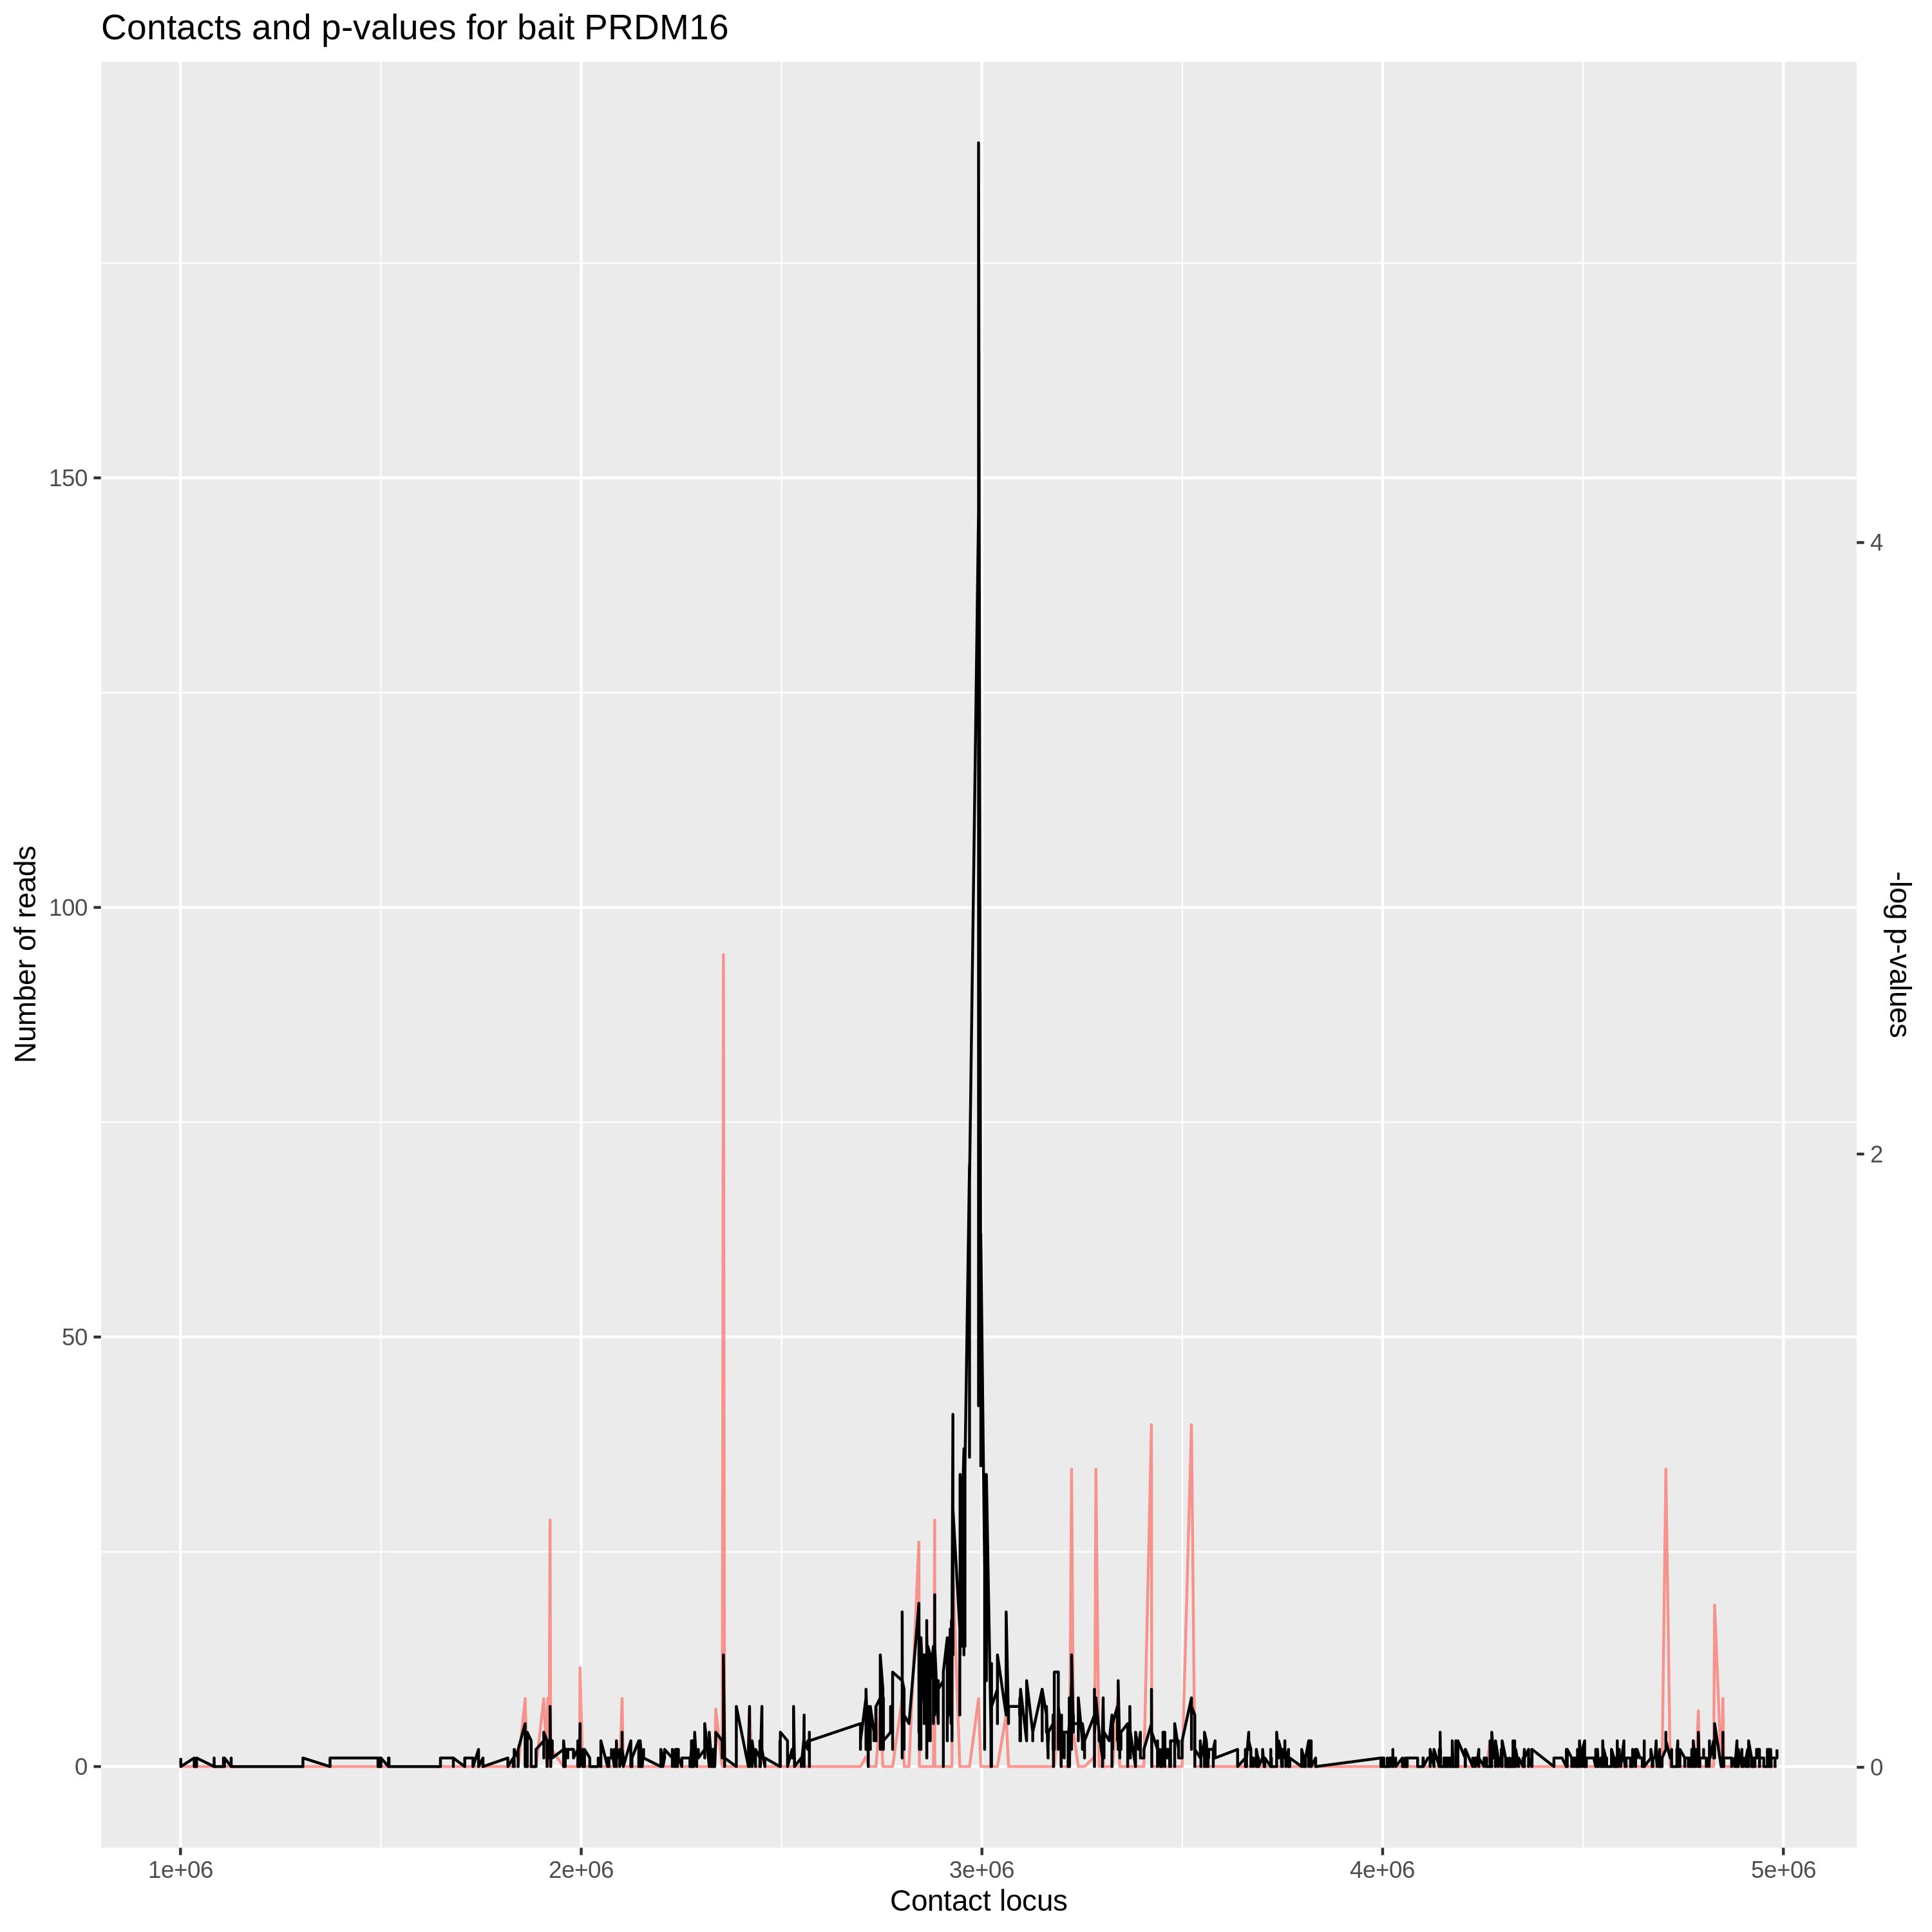 Contacts and p-values for bait PRDM16
Number of reads
150
100
50
0
4
2
0
-log p-values
1e+06
2e+06
3e+06
4e+06
5e+06
Contact locus